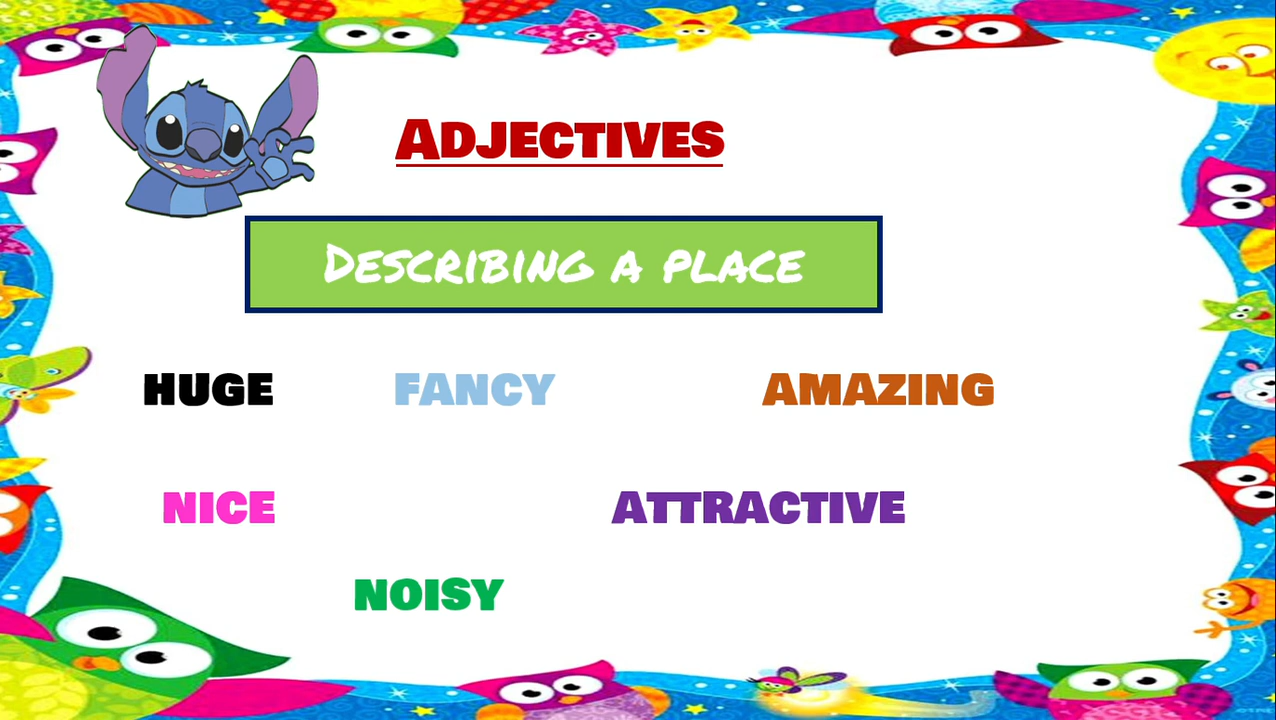 ADJECTIVES
DESCRIBING A PLACE
HUGE FANCY AMAZING
NICE ATTRACTIVE
NOISY